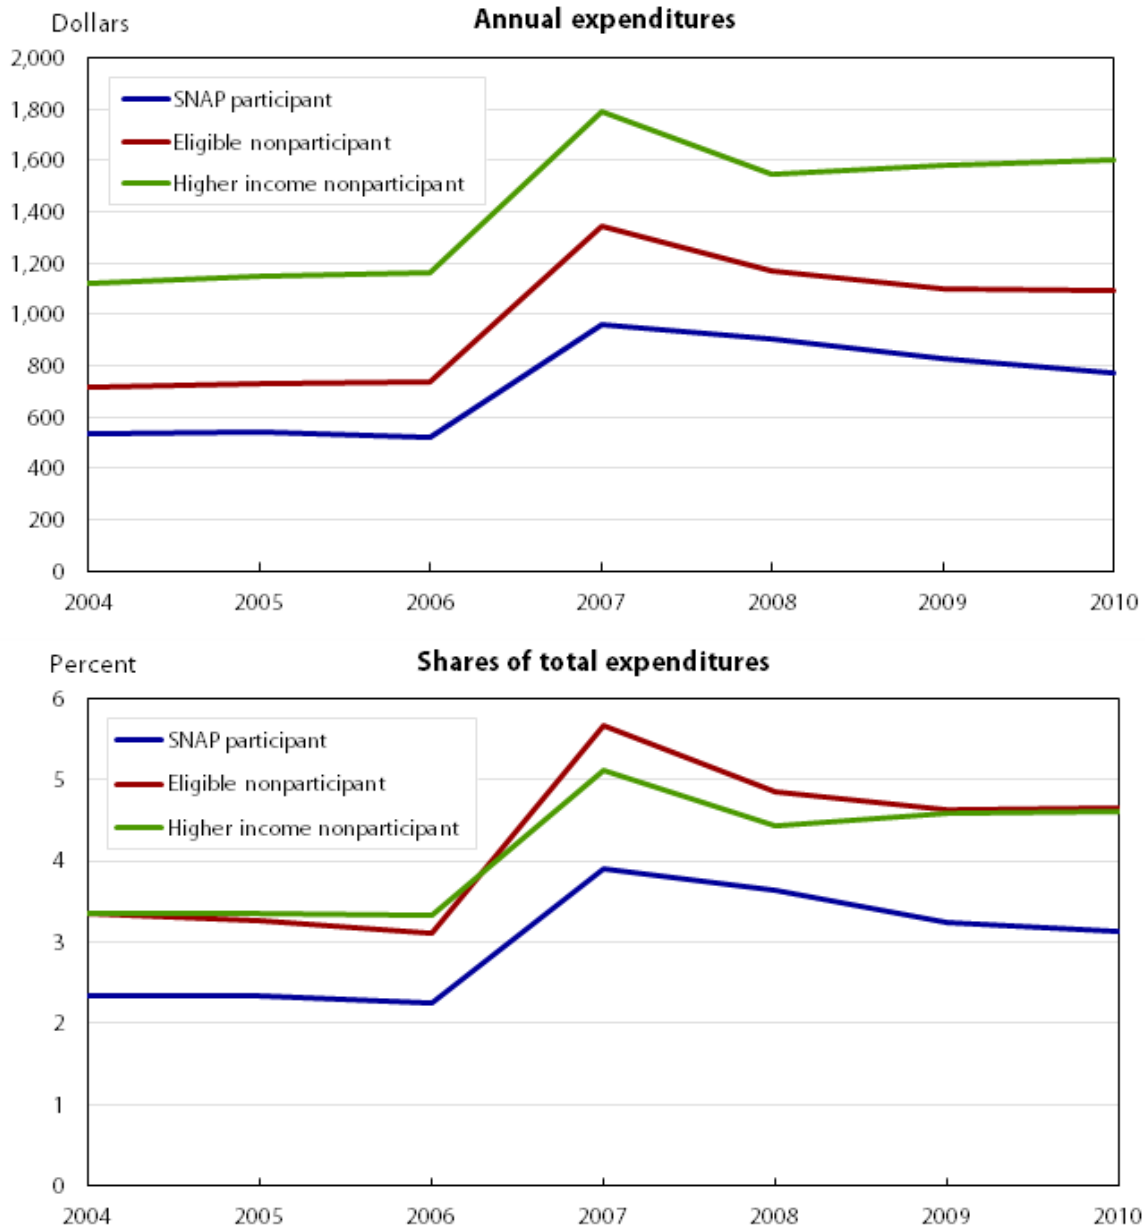 Annual expenditures
Dollars
2,000
1,800
1,600
1,400
1,200
1,000
800
600
400
200
0
SNAP participant
Eligible nonparticipant
Higher income nonparticipant
2004 2005 2006 2007 2008 2009 2010
Shares of total expenditures
Percent
6
5
4
3
2
1
0
SNAP participant
Eligible nonparticipant
Higher income nonparticipant
2004 2005 2006 2007 2008 2009 2010